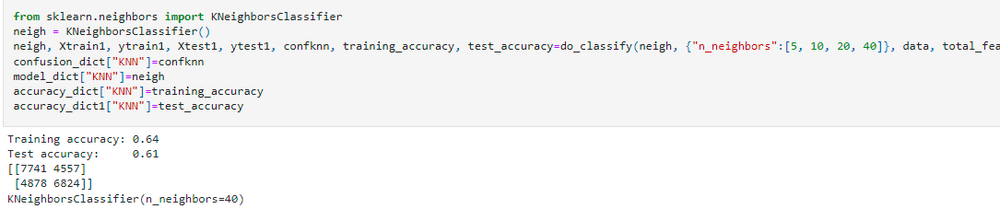 from sklearn.neighbors import KNeighborsClassifier
neigh = KNeighborsClassifier()
neigh, Xtrain1, ytrain1, Xtest1, ytest1, confknn, training_accuracy, test_accuracy=do_classify(neigh, {"n_neighbors":[5, 10, 20, 40]}, data, total_fea
confusion_dict["KNN"]=confknn
model_dict["KNN"]=neigh
accuracy_dict["KNN"]=training_accuracy
accuracy_dict1["KNN"]=test_accuracy
Training accuracy: 0.64
Test accuracy:     0.61
[[7741 4557]
 [4878 6824]]
KNeighborsClassifier(n_neighbors=40)